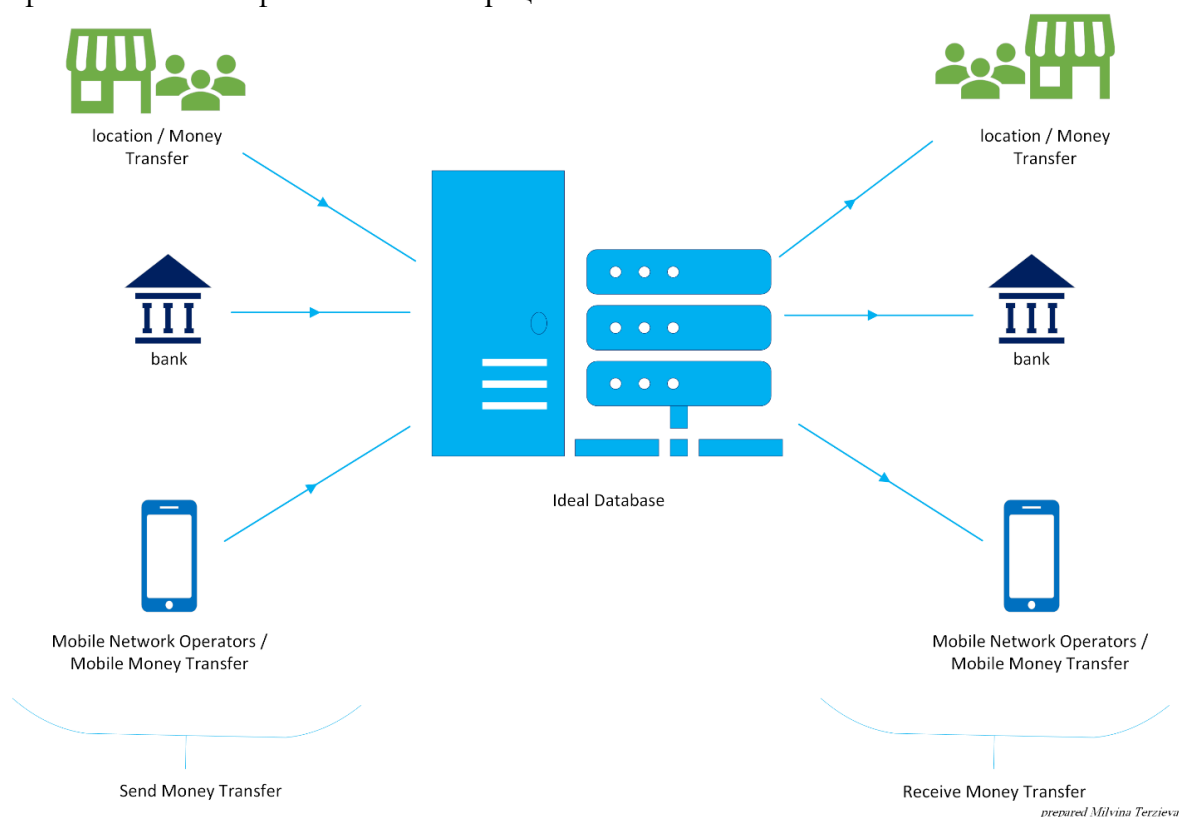 location / Money
Transfer
location / Money
Transfer
bank
bank
Ideal Database
Mobile Network Operators /
Mobile Money Transfer
Mobile Network Operators /
Mobile Money Transfer
Send Money Transfer
Receive Money Transfer
prepared Milvina Terzieva